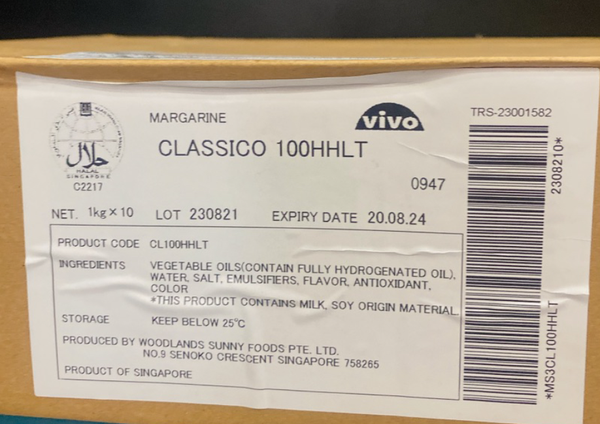 MARGARINE
vivo
TRS-23001582
CLASSICO 100HHLT
حلال
HALAL
SINGAPORE
C2217
0947
NET. 1kg×10 LOT 230821 EXPIRY DATE 20.08.24
PRODUCT CODE CL100HHLT
INGREDIENTS VEGETABLE OILS(CONTAIN FULLY HYDROGENATED OIL),
WATER, SALT, EMULSIFIERS, FLAVOR, ANTIOXIDANT,
COLOR
*THIS PRODUCT CONTAINS MILK, SOY ORIGIN MATERIAL
STORAGE KEEP BELOW 25℃
PRODUCED BY WOODLANDS SUNNY FOODS PTE. LTD.
NO.9 SENOKO CRESCENT SINGAPORE 758265
PRODUCT OF SINGAPORE
*MS3CL100HHLT 2308210*